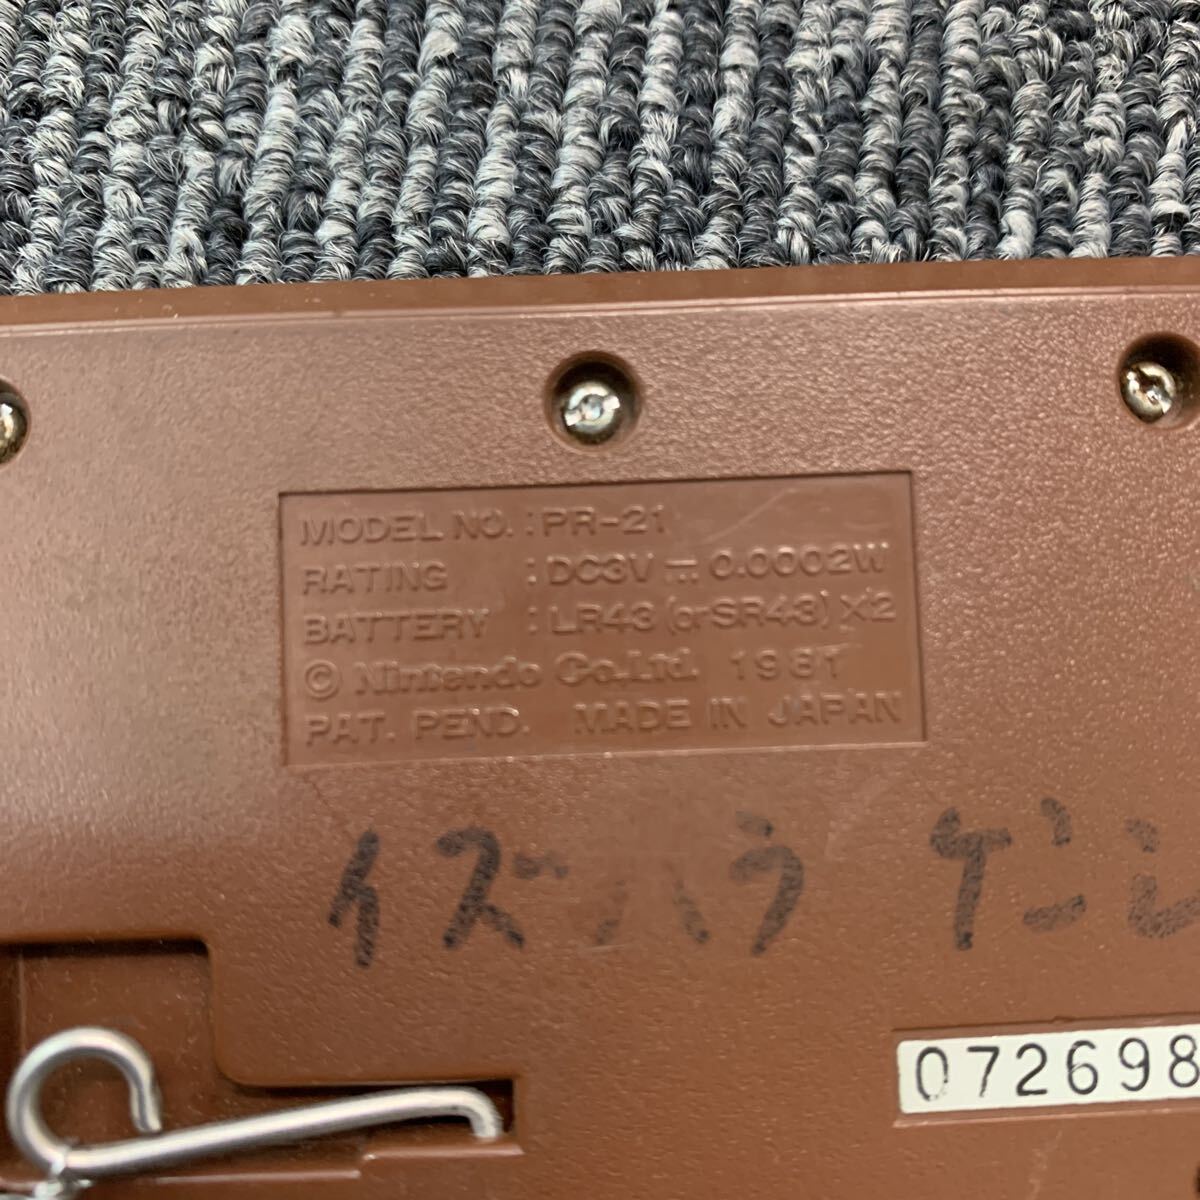 MODEL NO. : PR-21
RATING : DC3V ⎓ 0.0002W
BATTERY : LR43 (or SR43) X2
© Nintendo Co.,Ltd. 1981
PAT. PEND. MADE IN JAPAN
イズハラ ケンじ
072698